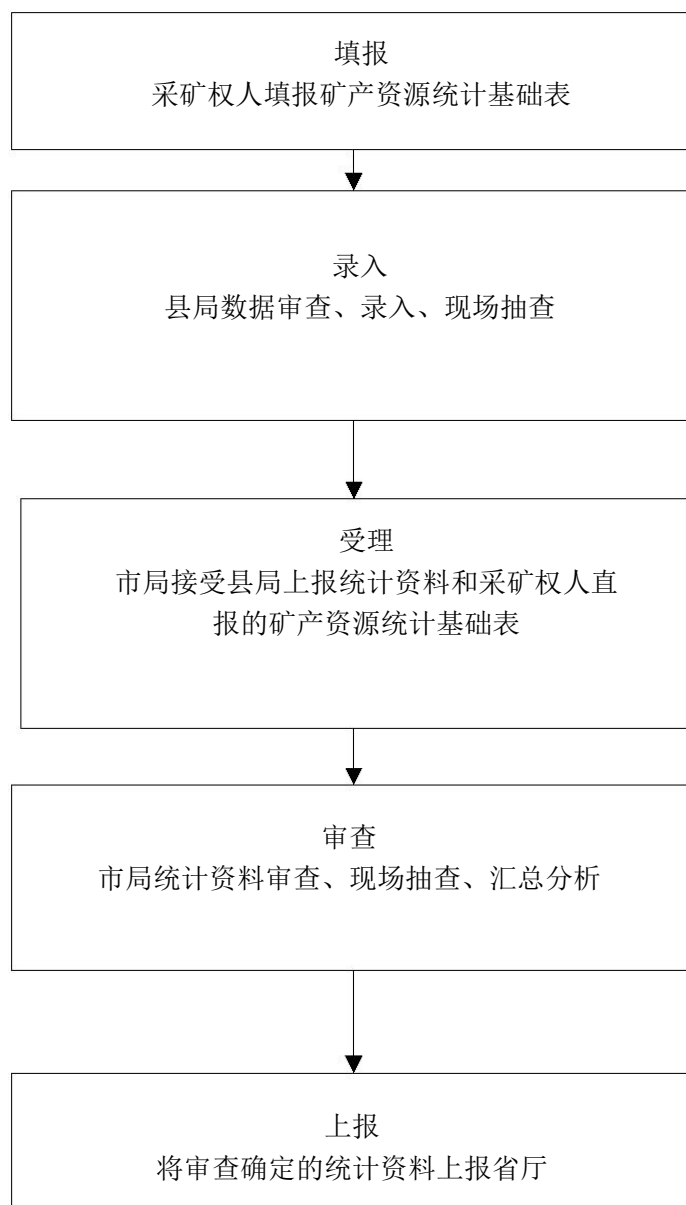 填报
采矿权人填报矿产资源统计基础表
录入
县局数据审查、录入、现场抽查
受理
市局接受县局上报统计资料和采矿权人直
报的矿产资源统计基础表
审查
市局统计资料审查、现场抽查、汇总分析
上报
将审查确定的统计资料上报省厅